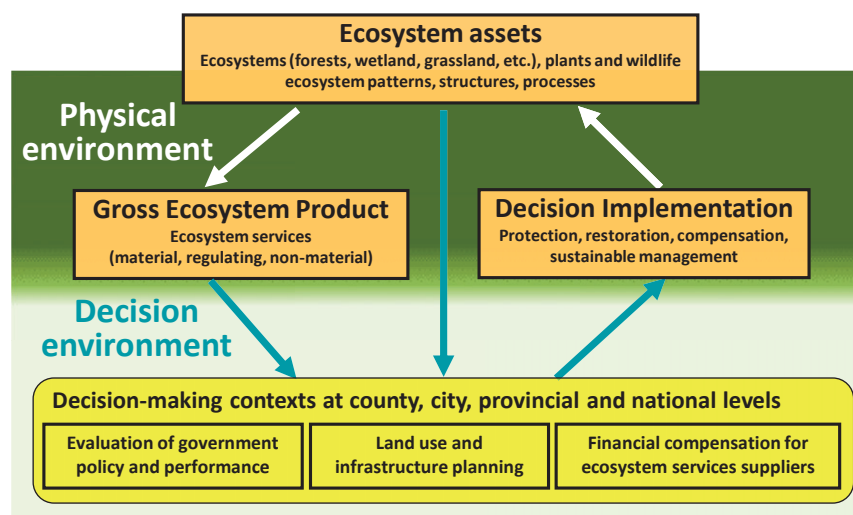 Ecosystem assets
Ecosystems (forests, wetland, grassland, etc.), plants and wildlife
ecosystem patterns, structures, processes
Physical
environment
Gross Ecosystem Product
Ecosystem services
(material, regulating, non-material)
Decision Implementation
Protection, restoration, compensation,
sustainable management
Decision
environment
Decision-making contexts at county, city, provincial and national levels
Evaluation of government
policy and performance
Land use and
infrastructure planning
Financial compensation for
ecosystem services suppliers